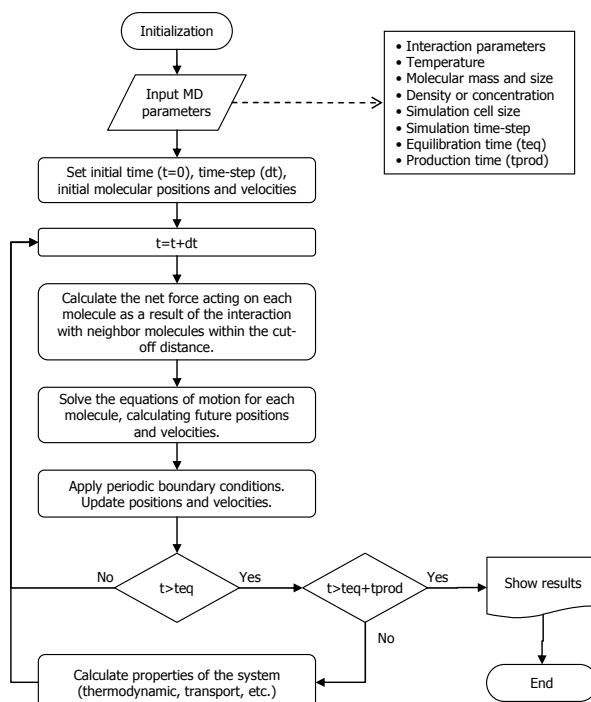 Initialization
Input MD
parameters
• Interaction parameters
• Temperature
• Molecular mass and size
• Density or concentration
• Simulation cell size
• Simulation time-step
• Equilibration time (teq)
• Production time (tprod)
Set initial time (t=0), time-step (dt),
initial molecular positions and velocities
t=t+dt
Calculate the net force acting on each
molecule as a result of the interaction
with neighbor molecules within the cut-
off distance.
Solve the equations of motion for each
molecule, calculating future positions
and velocities.
Apply periodic boundary conditions.
Update positions and velocities.
No
t>teq
Yes
t>teq+tprod
Yes
Show results
No
Calculate properties of the system
(thermodynamic, transport, etc.)
End